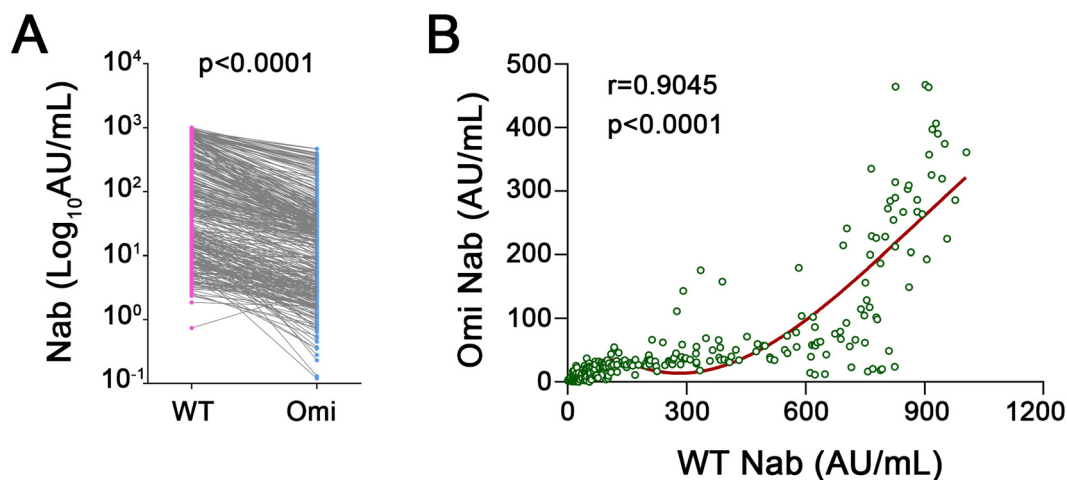 A
p<0.0001
Nab (Log₁₀AU/mL)
10⁴
10³
10²
10¹
10⁰
10⁻¹
WT
Omi
B
r=0.9045
p<0.0001
Omi Nab (AU/mL)
500
400
300
200
100
0
0
300
600
900
1200
WT Nab (AU/mL)